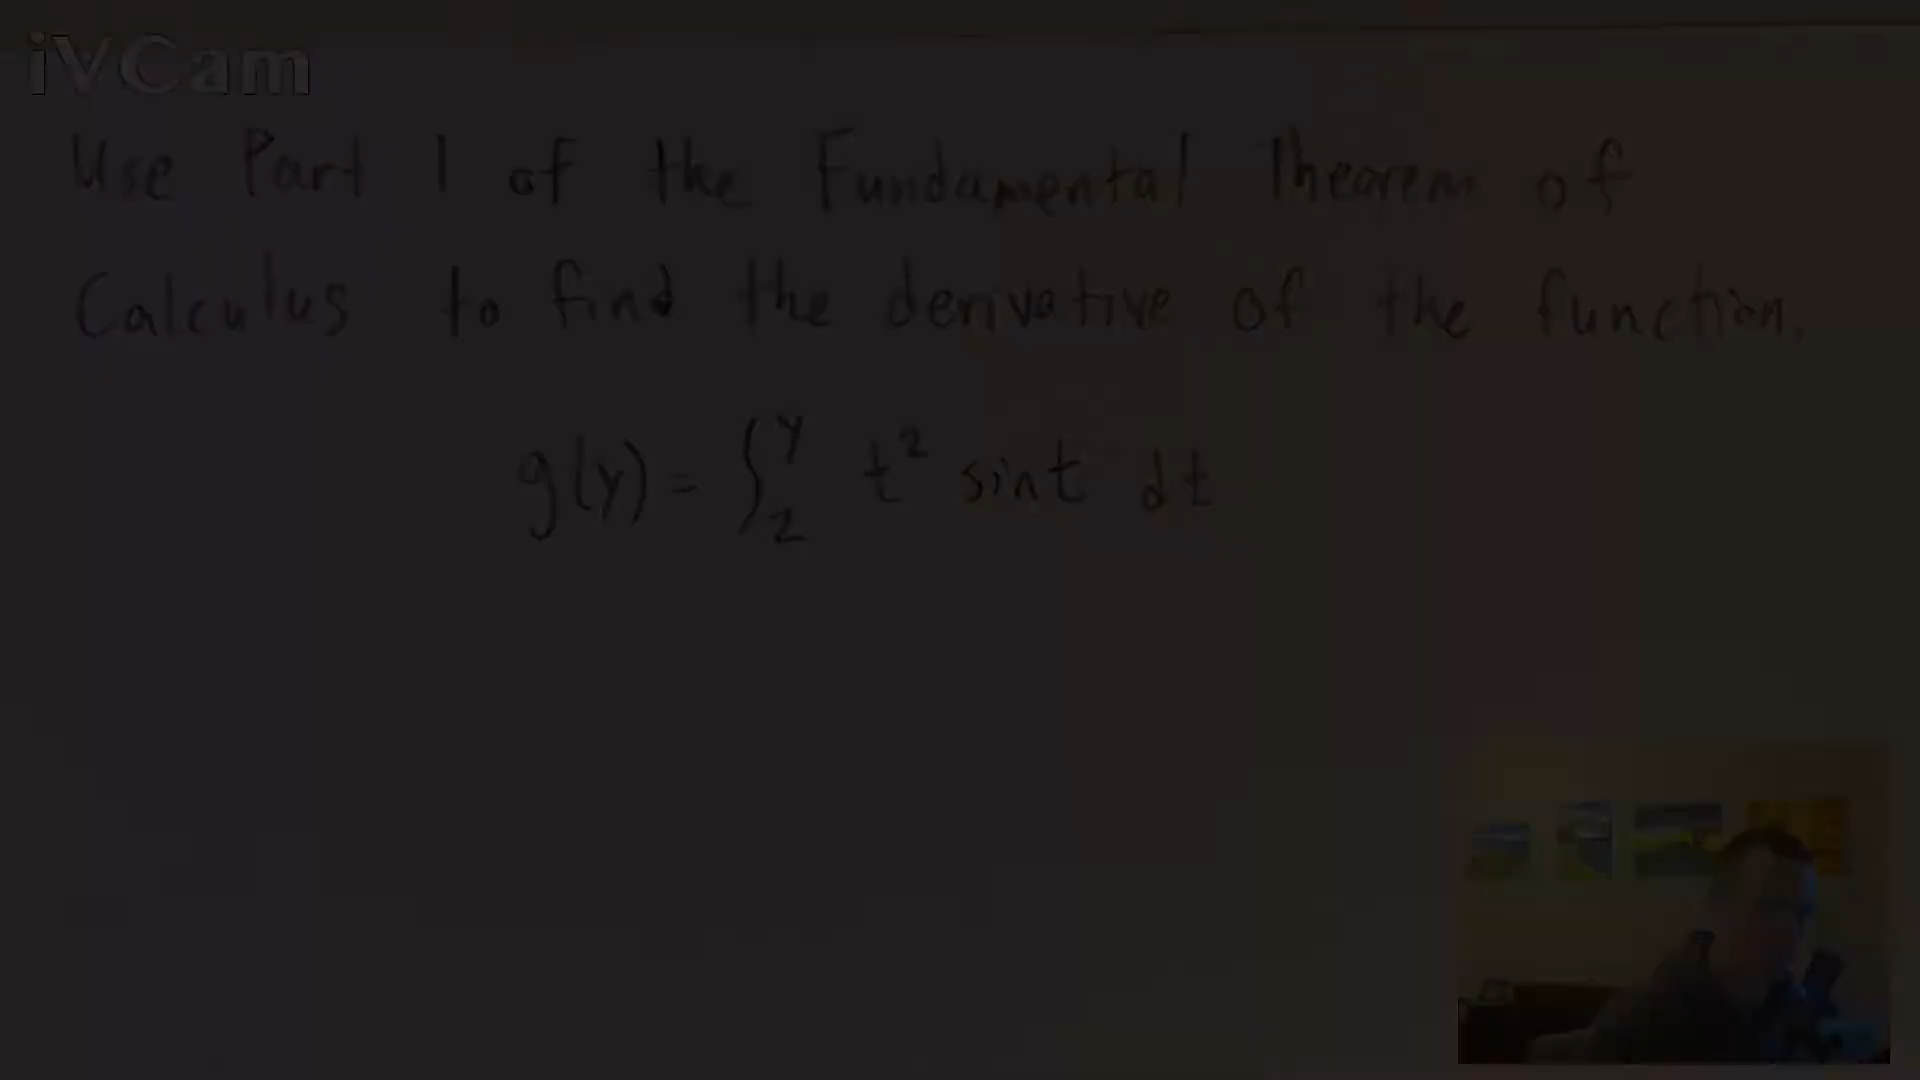 iVCam
Use Part 1 of the Fundamental Theorem of
Calculus to find the derivative of the function.
g(y) = ∫₂ʸ t² sint dt